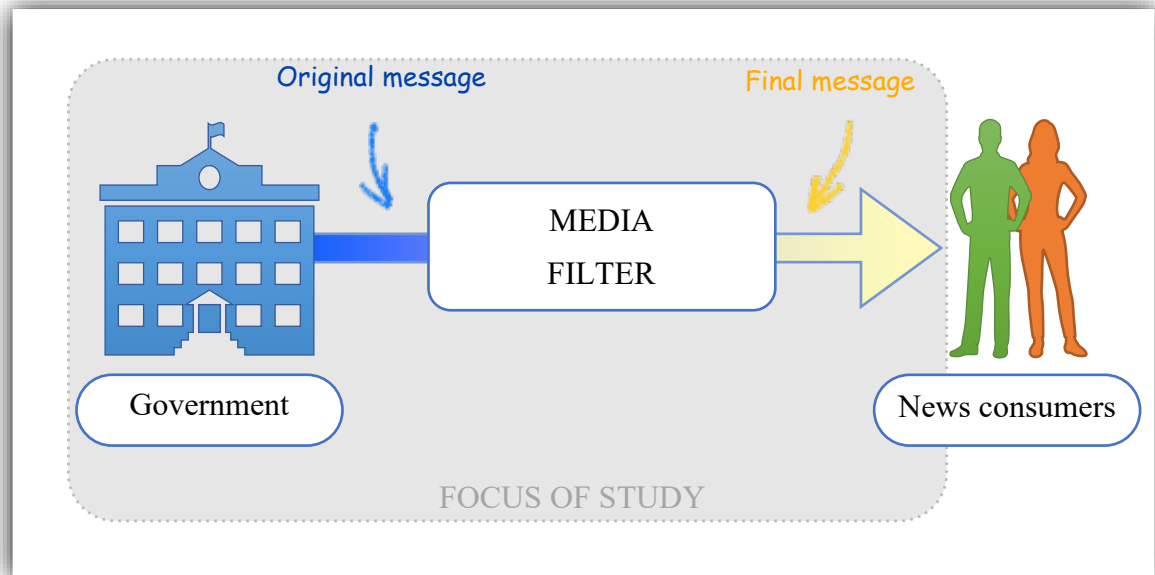 Original message
Final message
MEDIA
FILTER
Government
News consumers
FOCUS OF STUDY